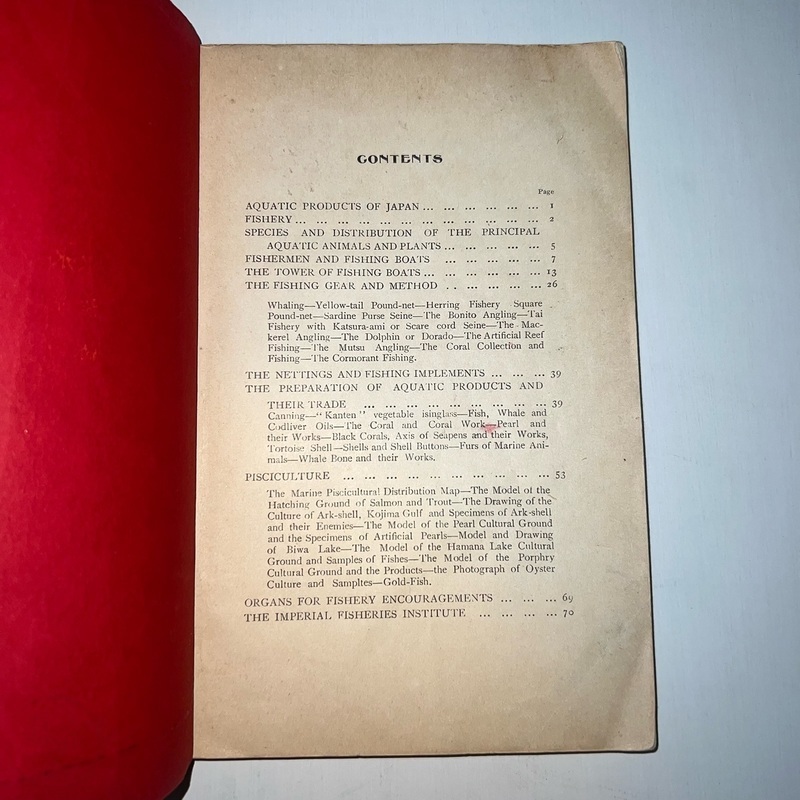 CONTENTS
Page
AQUATIC PRODUCTS OF JAPAN ... ... ... ... ... ... 1
FISHERY ... ... ... ... ... ... ... ... ... ... ... ... 2
SPECIES AND DISTRIBUTION OF THE PRINCIPAL
AQUATIC ANIMALS AND PLANTS ... ... ... ... ... 5
FISHERMEN AND FISHING BOATS ... ... ... ... ... 7
THE TOWER OF FISHING BOATS ... ... ... ... ... ... 13
THE FISHING GEAR AND METHOD . . ... ... ... ... 26
Whaling—Yellow-tail Pound-net—Herring Fishery Square
Pound-net—Sardine Purse Seine—The Bonito Angling—Tai
Fishery with Katsura-ami or Scare cord Seine—The Mac-
kerel Angling—The Dolphin or Dorado—The Artificial Reef
Fishing—The Mutsu Angling—The Coral Collection and
Fishing—The Cormorant Fishing.
THE NETTINGS AND FISHING IMPLEMENTS ... ... ... 39
THE PREPARATION OF AQUATIC PRODUCTS AND
THEIR TRADE ... ... ... ... ... ... ... ... ... 39
Canning—"Kanten" vegetable isinglass—Fish, Whale and
Codliver Oils—The Coral and Coral Work—Pearl and
their Works—Black Corals, Axis of Seapens and their Works,
Tortoise Shell—Shells and Shell Buttons—Furs of Marine Ani-
mals—Whale Bone and their Works.
PISCICULTURE ... ... ... ... ... ... ... ... ... ... 53
The Marine Piscicultural Distribution Map—The Model of the
Hatching Ground of Salmon and Trout—The Drawing of the
Culture of Ark-shell, Kojima Gulf and Specimens of Ark-shell
and their Enemies—The Model of the Pearl Cultural Ground
and the Specimens of Artificial Pearls—Model and Drawing
of Biwa Lake—The Model of the Hamana Lake Cultural
Ground and Samples of Fishes—The Model of the Porphry
Cultural Ground and the Products—the Photograph of Oyster
Culture and Sampltes—Gold-Fish.
ORGANS FOR FISHERY ENCOURAGEMENTS ... ... ... 69
THE IMPERIAL FISHERIES INSTITUTE ... ... ... ... 70